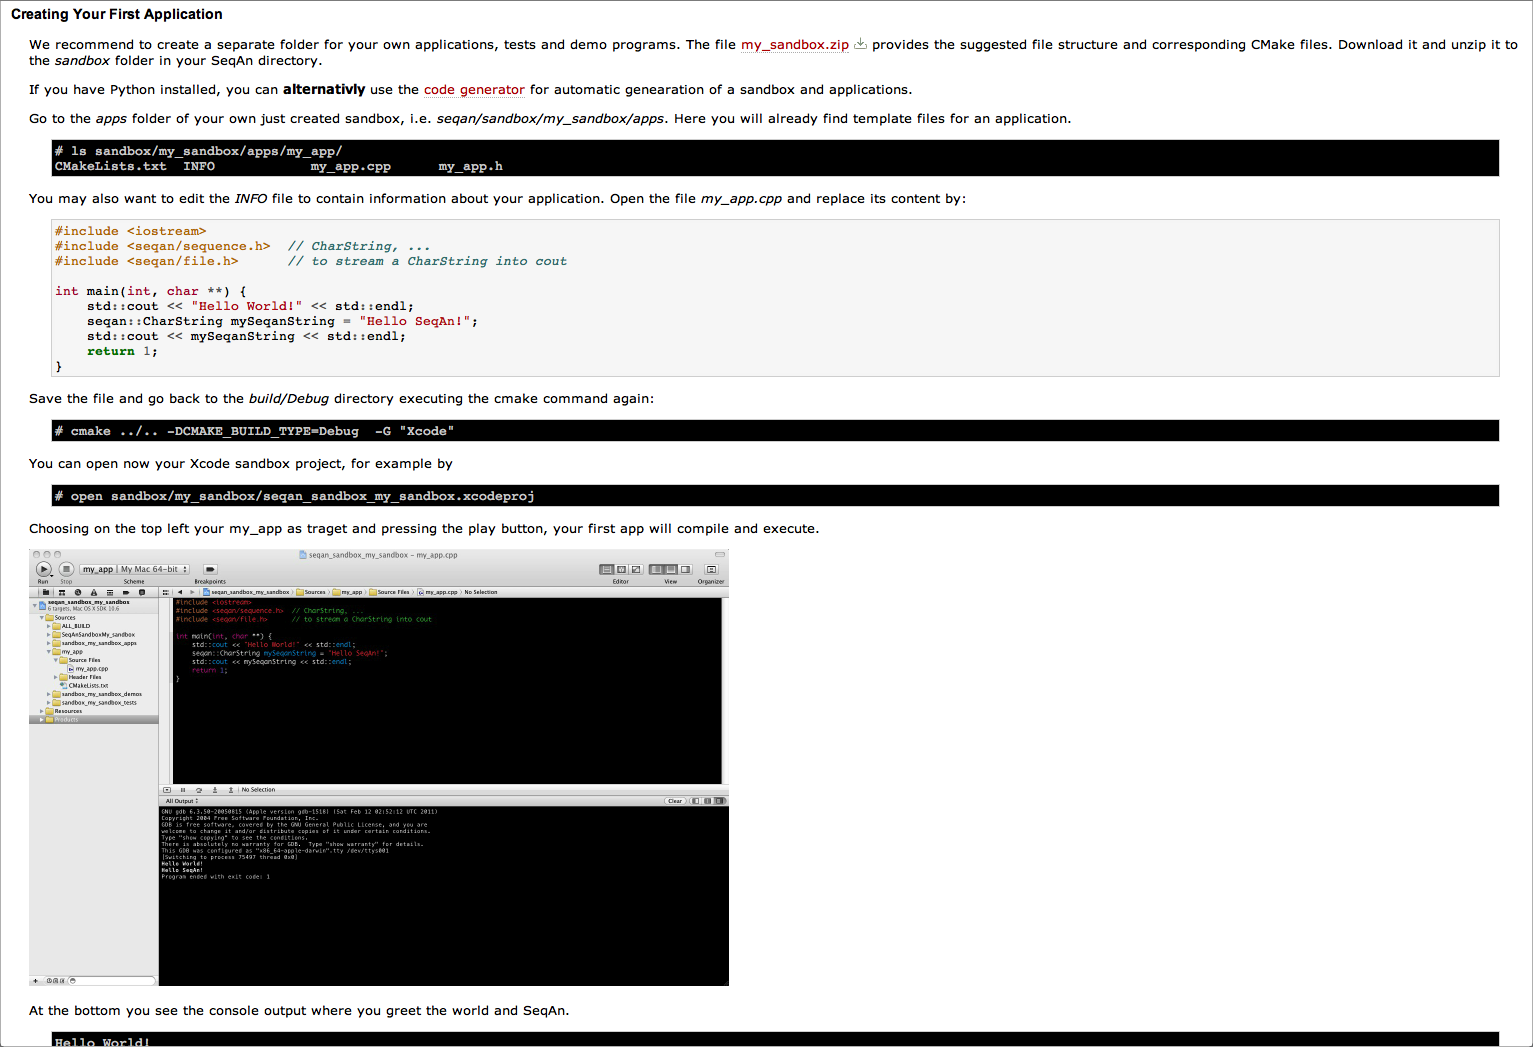 Creating Your First Application
We recommend to create a separate folder for your own applications, tests and demo programs. The file my_sandbox.zip provides the suggested file structure and corresponding CMake files. Download it and unzip it to
the sandbox folder in your SeqAn directory.
If you have Python installed, you can alternativly use the code generator for automatic genearation of a sandbox and applications.
Go to the apps folder of your own just created sandbox, i.e. seqan/sandbox/my_sandbox/apps. Here you will already find template files for an application.
# ls sandbox/my_sandbox/apps/my_app/
CMakeLists.txt INFO my_app.cpp my_app.h
You may also want to edit the INFO file to contain information about your application. Open the file my_app.cpp and replace its content by:
#include <iostream>
#include <seqan/sequence.h> // CharString, ...
#include <seqan/file.h> // to stream a CharString into cout
int main(int, char **) {
std::cout << "Hello World!" << std::endl;
seqan::CharString mySeqanString = "Hello SeqAn!";
std::cout << mySeqanString << std::endl;
return 1;
}
Save the file and go back to the build/Debug directory executing the cmake command again:
# cmake ../.. -DCMAKE_BUILD_TYPE=Debug -G "Xcode"
You can open now your Xcode sandbox project, for example by
# open sandbox/my_sandbox/seqan_sandbox_my_sandbox.xcodeproj
Choosing on the top left your my_app as traget and pressing the play button, your first app will compile and execute.
seqan_sandbox_my_sandbox - my_app.cpp
my_app My Mac 64-bit
Run Stop Scheme Breakpoints Editor View Organizer
seqan_sandbox_my_sandbox Sources my_app Source Files my_app.cpp No Selection
seqan_sandbox_my_sandbox
6 targets, Mac OS X SDK 10.6
Sources
ALL_BUILD
SeqAnSandboxMy_sandbox
sandbox_my_sandbox_apps
my_app
Source Files
my_app.cpp
Header Files
CMakeLists.txt
sandbox_my_sandbox_demos
sandbox_my_sandbox_tests
Resources
Products
#include <iostream>
#include <seqan/sequence.h> // CharString, ...
#include <seqan/file.h> // to stream a CharString into cout
int main(int, char **) {
std::cout << "Hello World!" << std::endl;
seqan::CharString mySeqanString = "Hello SeqAn!";
std::cout << mySeqanString << std::endl;
return 1;
}
No Selection
All Output Clear
GNU gdb 6.3.50-20050815 (Apple version gdb-1518) (Sat Feb 12 02:52:12 UTC 2011)
Copyright 2004 Free Software Foundation, Inc.
GDB is free software, covered by the GNU General Public License, and you are
welcome to change it and/or distribute copies of it under certain conditions.
Type "show copying" to see the conditions.
There is absolutely no warranty for GDB. Type "show warranty" for details.
This GDB was configured as "x86_64-apple-darwin".tty /dev/ttys001
[Switching to process 75497 thread 0x0]
Hello World!
Hello SeqAn!
Program ended with exit code: 1
At the bottom you see the console output where you greet the world and SeqAn.
Hello World!